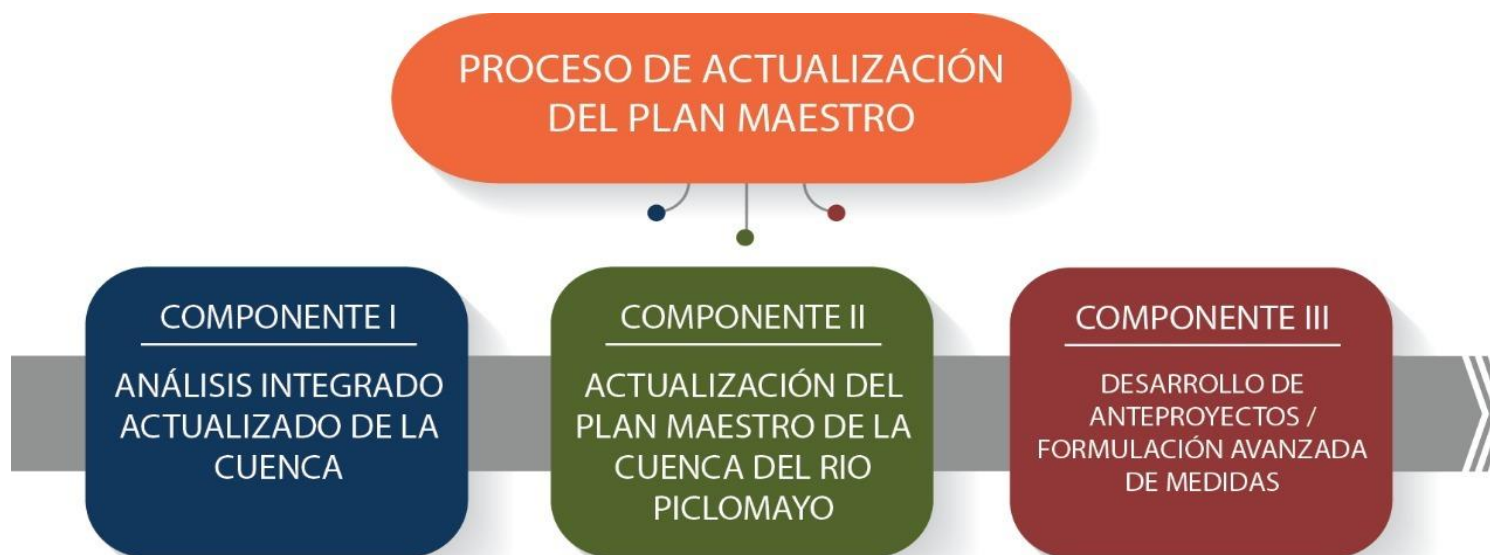 PROCESO DE ACTUALIZACIÓN
DEL PLAN MAESTRO
COMPONENTE I
ANÁLISIS INTEGRADO
ACTUALIZADO DE LA
CUENCA
COMPONENTE II
ACTUALIZACIÓN DEL
PLAN MAESTRO DE LA
CUENCA DEL RIO
PICLOMAYO
COMPONENTE III
DESARROLLO DE
ANTEPROYECTOS /
FORMULACIÓN AVANZADA
DE MEDIDAS